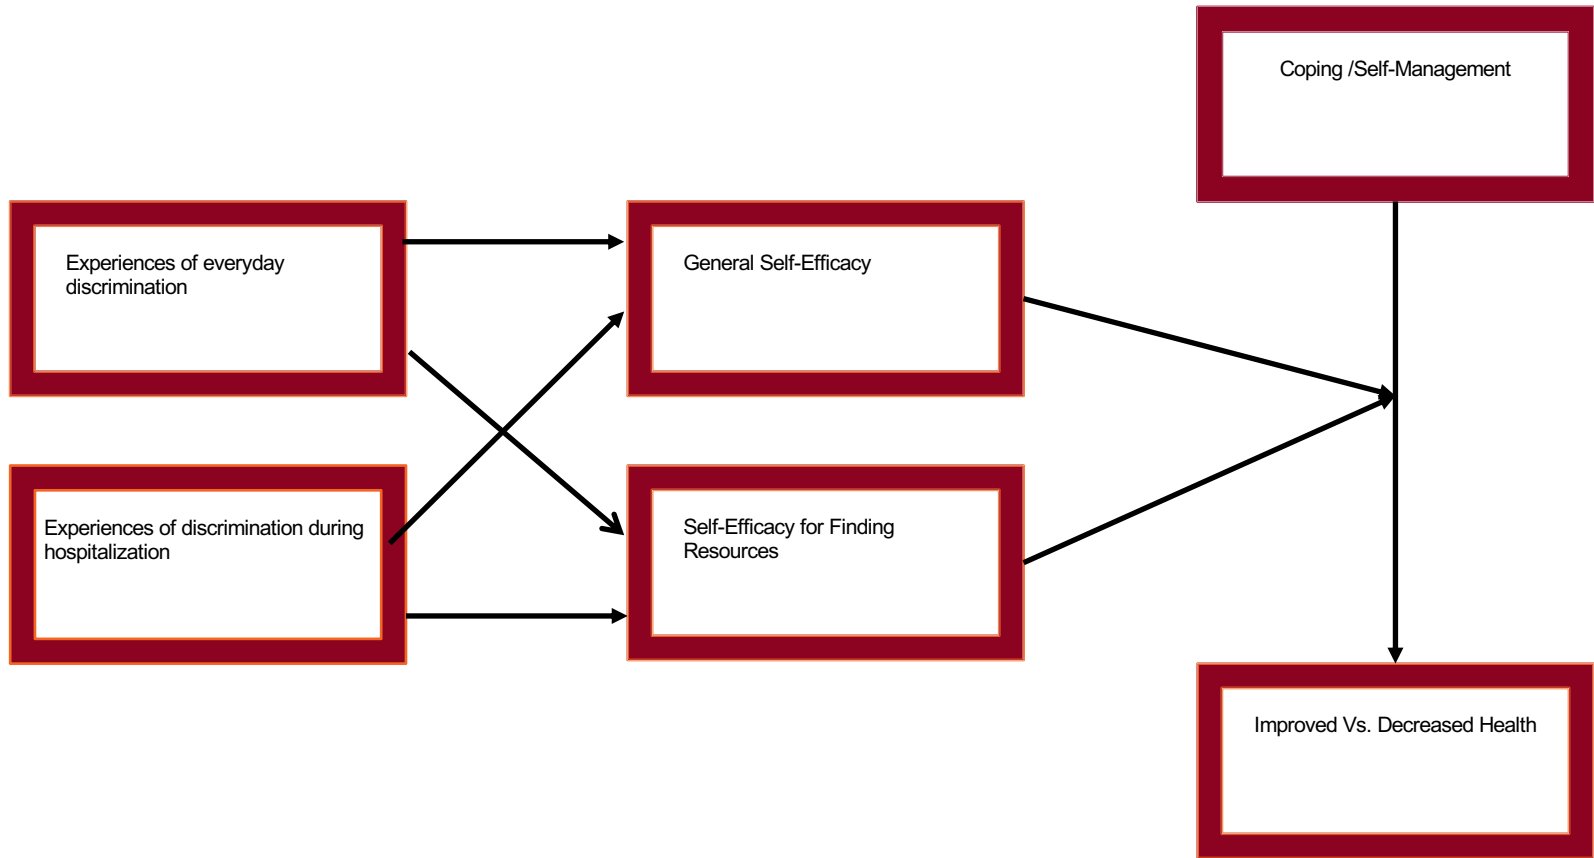 Coping /Self-Management
Experiences of everyday
discrimination
General Self-Efficacy
Experiences of discrimination during
hospitalization
Self-Efficacy for Finding
Resources
Improved Vs. Decreased Health